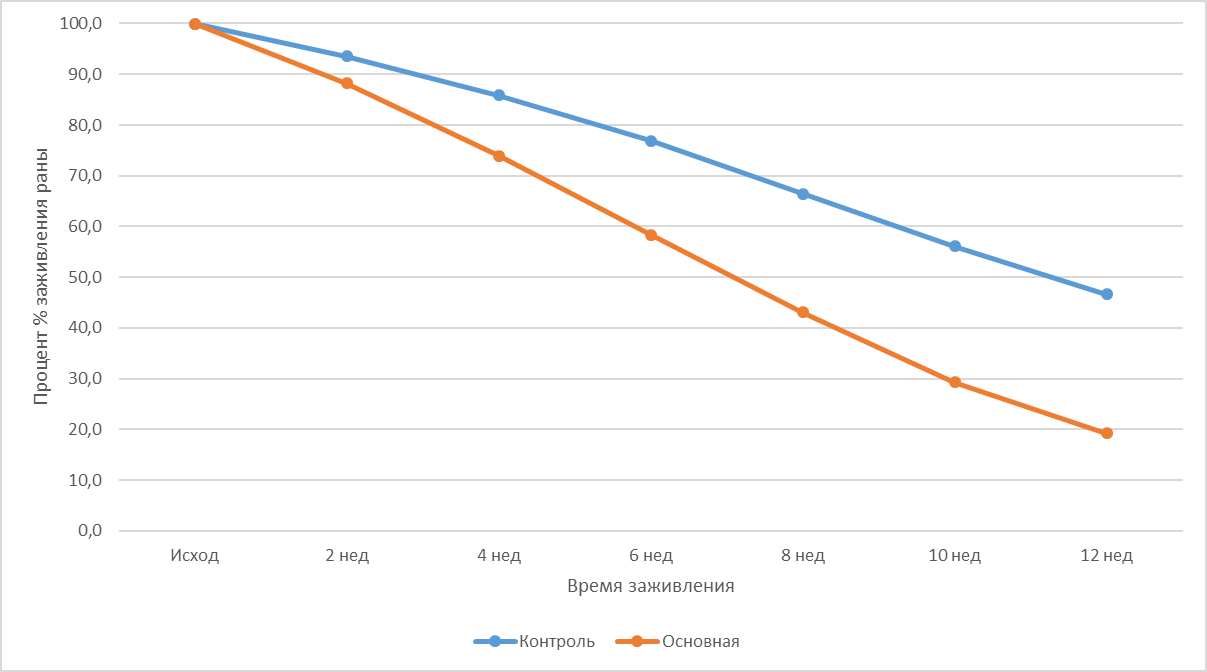 Процент % заживления раны
100,0
90,0
80,0
70,0
60,0
50,0
40,0
30,0
20,0
10,0
0,0
Исход 2 нед 4 нед 6 нед 8 нед 10 нед 12 нед
Время заживления
Контроль Основная